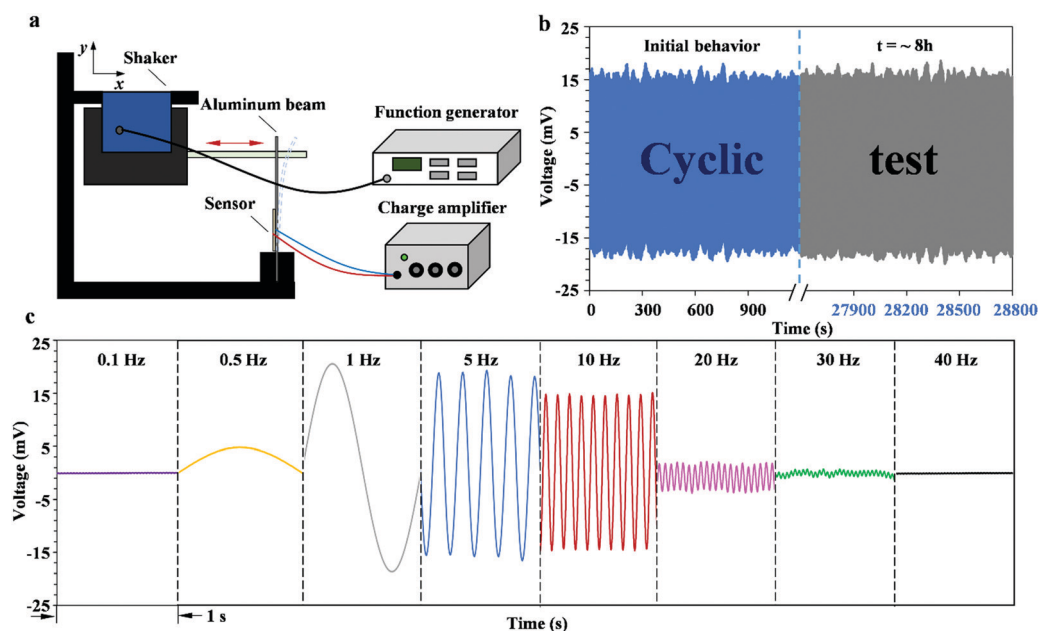 a
y
x
Shaker
Aluminum beam
Function generator
Sensor
Charge amplifier
b
Voltage (mV)
25
15
5
-5
-15
-25
Initial behavior
t = ~ 8h
Cyclic
test
0
300
600
900
27900
28200
28500
28800
Time (s)
c
Voltage (mV)
25
15
5
-5
-15
-25
0.1 Hz
0.5 Hz
1 Hz
5 Hz
10 Hz
20 Hz
30 Hz
40 Hz
1 s
Time (s)